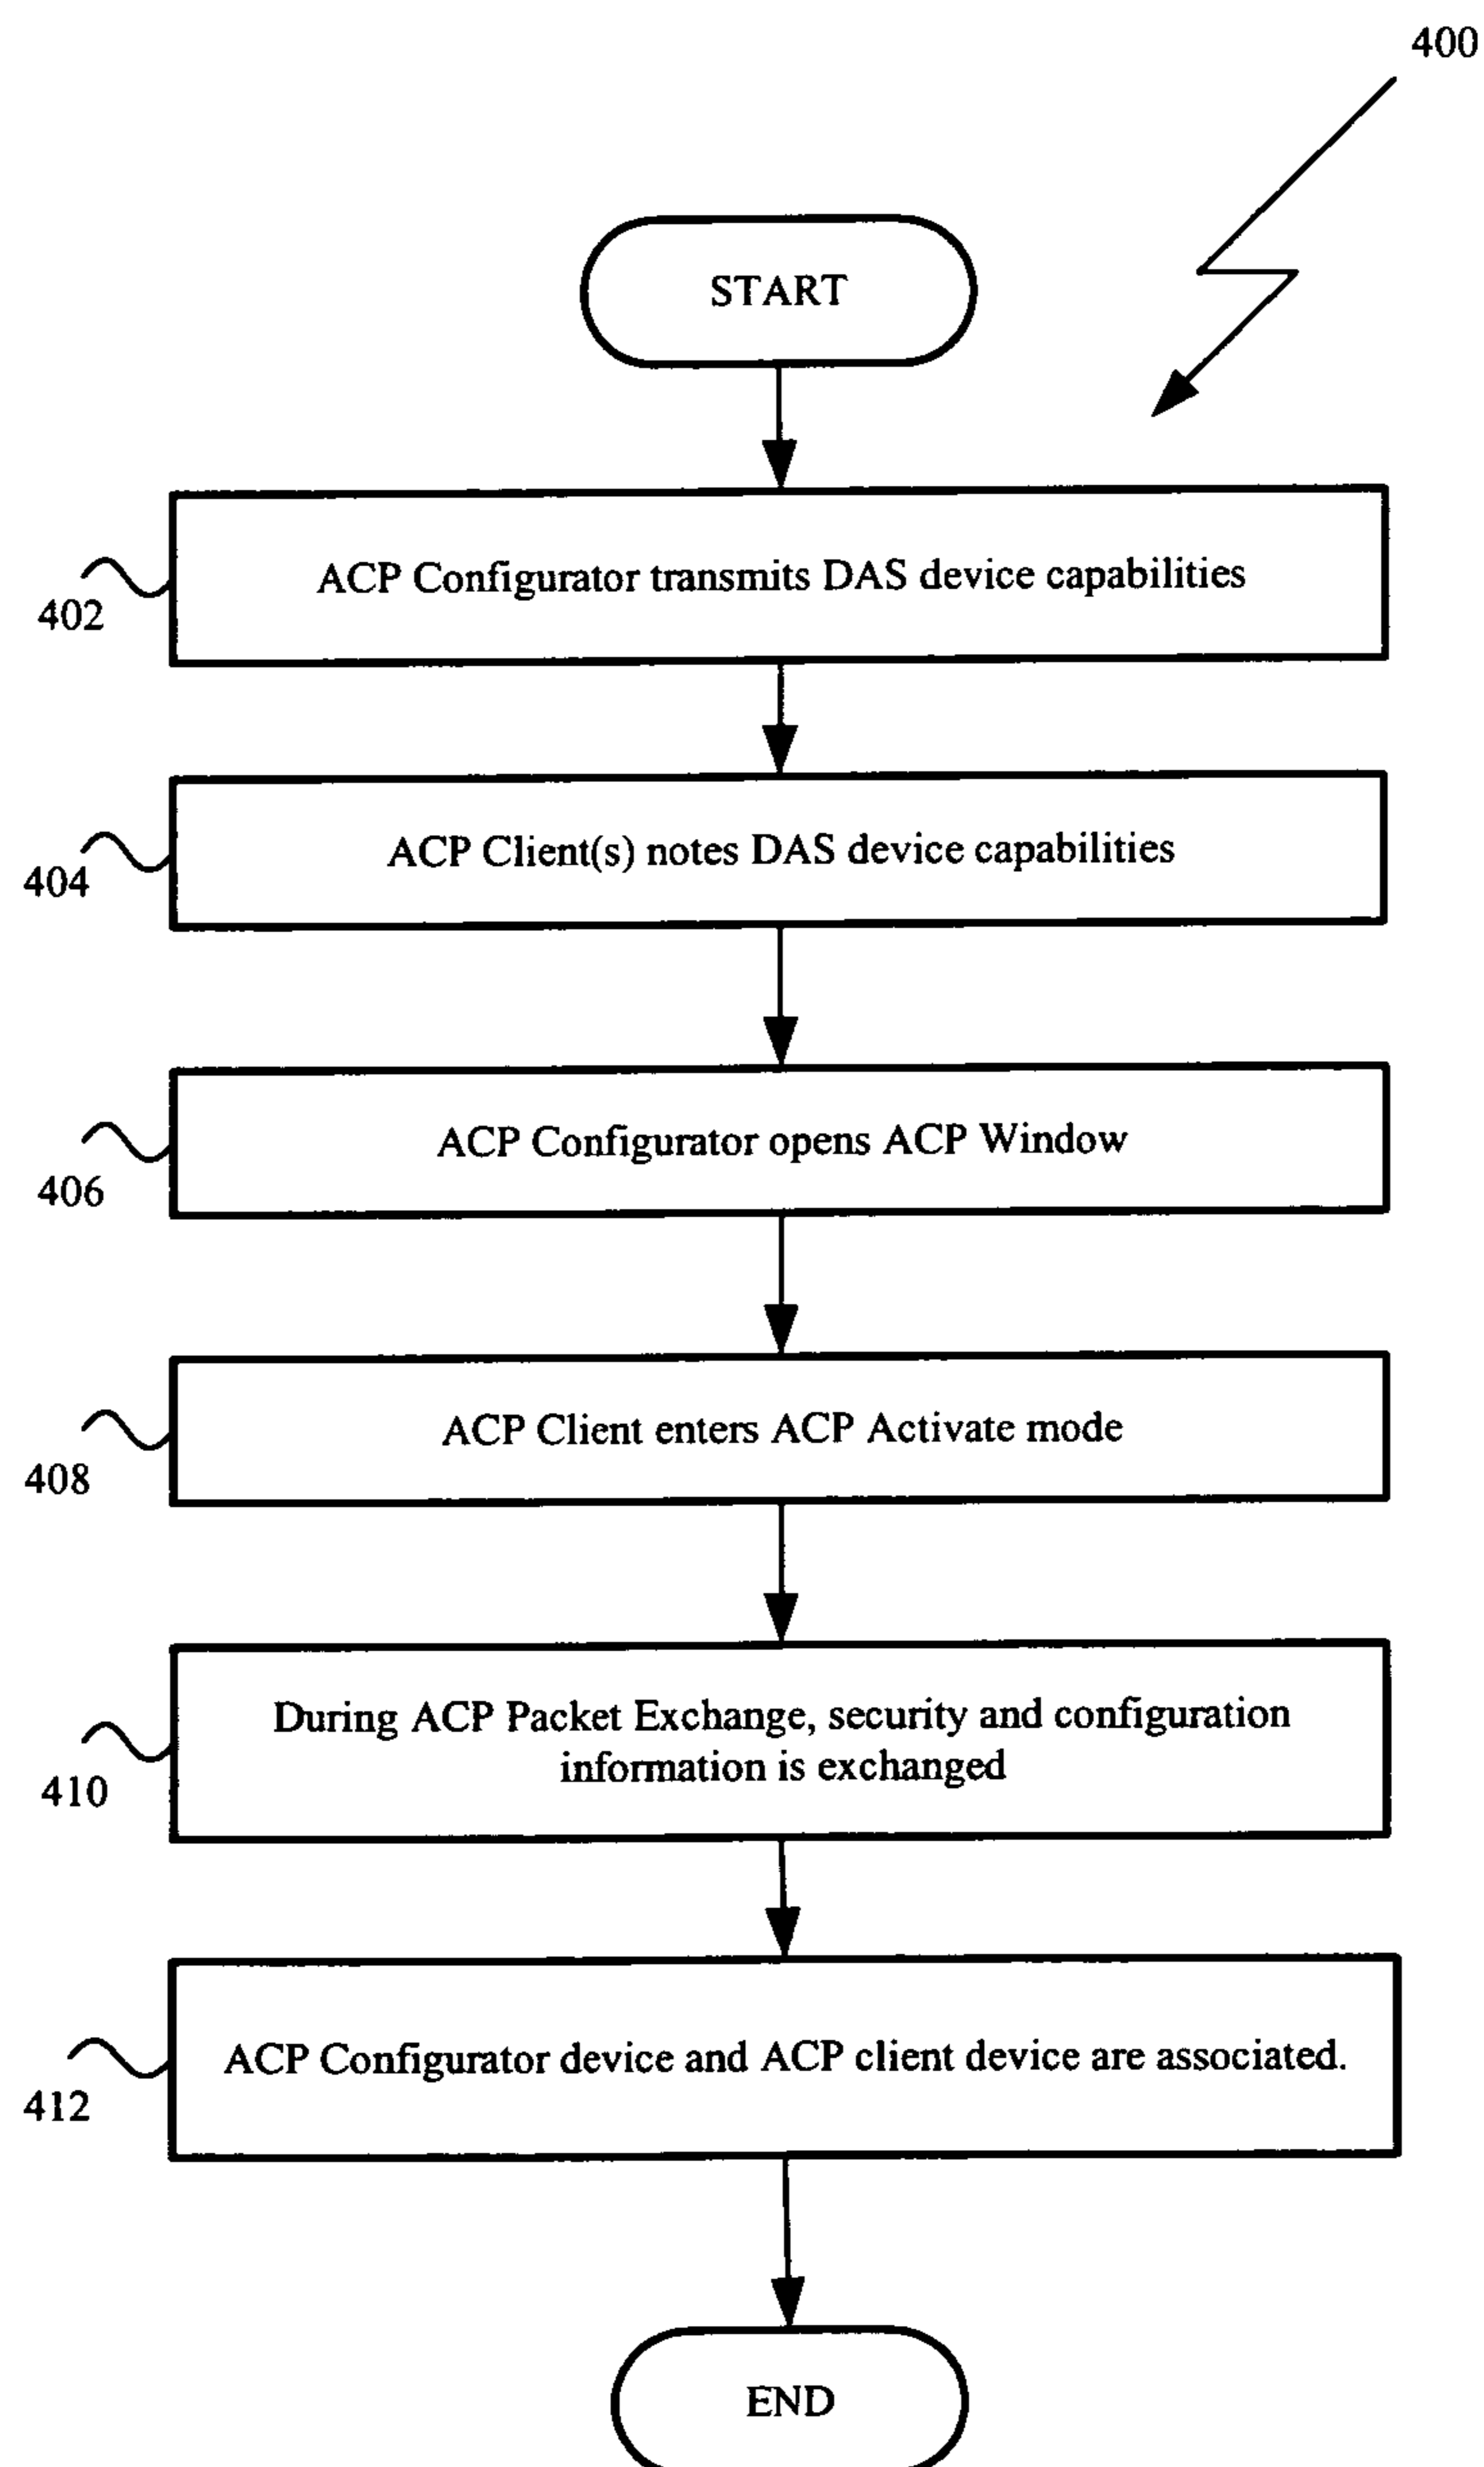 400
START
ACP Configurator transmits DAS device capabilities
402
ACP Client(s) notes DAS device capabilities
404
ACP Configurator opens ACP Window
406
ACP Client enters ACP Activate mode
408
During ACP Packet Exchange, security and configuration
information is exchanged
410
ACP Configurator device and ACP client device are associated.
412
END